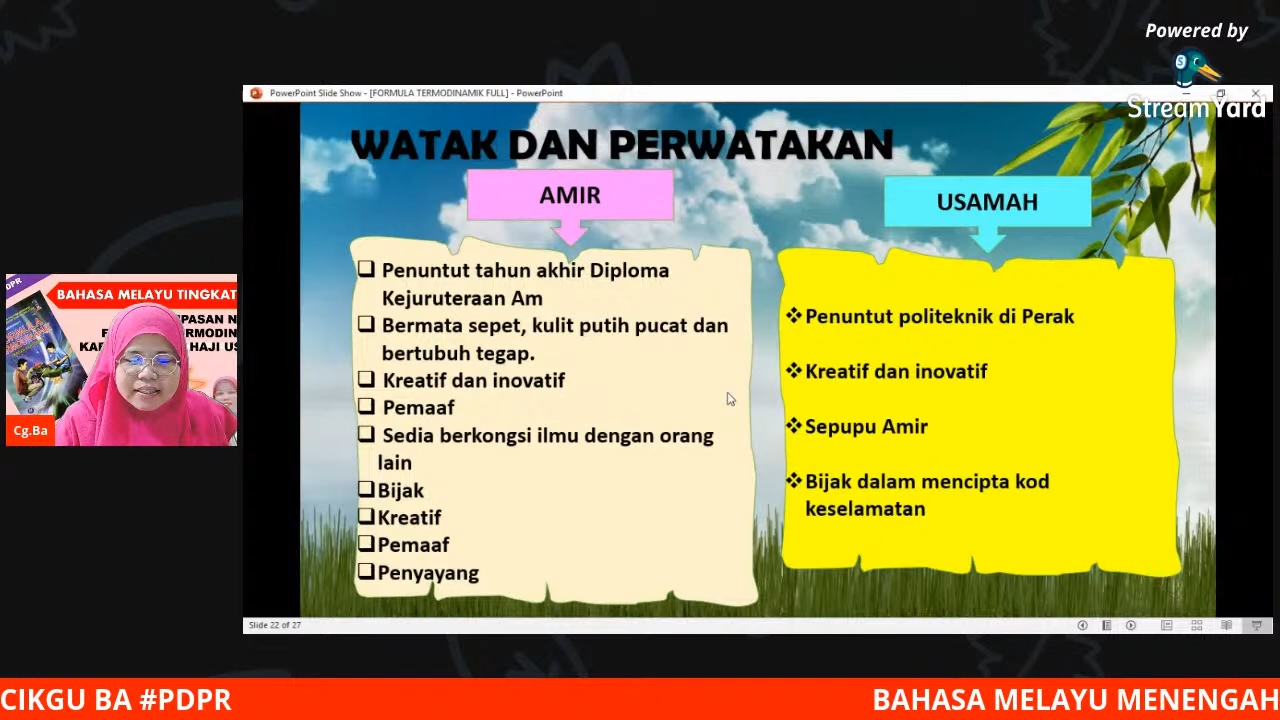 Powered by
StreamYard
PowerPoint Slide Show - [FORMULA TERMODINAMIK FULL] - PowerPoint
WATAK DAN PERWATAKAN
AMIR
Penuntut tahun akhir Diploma
Kejuruteraan Am
Bermata sepet, kulit putih pucat dan
bertubuh tegap.
Kreatif dan inovatif
Pemaaf
Sedia berkongsi ilmu dengan orang
lain
Bijak
Kreatif
Pemaaf
Penyayang
USAMAH
Penuntut politeknik di Perak
Kreatif dan inovatif
Sepupu Amir
Bijak dalam mencipta kod
keselamatan
Slide 22 of 27
BAHASA MELAYU TINGKAT
HAJI
Cg.Ba
CIKGU BA #PDPR
BAHASA MELAYU MENENGAH